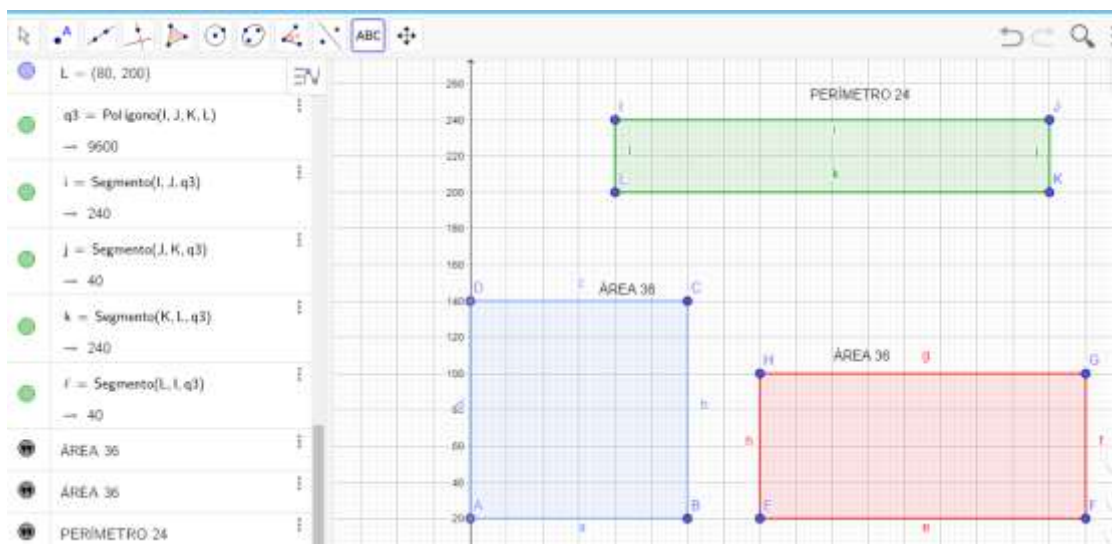 ABC
L = (80, 200)
q3 = Polígono(I, J, K, L)
→ 9600
i = Segmento(I, J, q3)
→ 240
j = Segmento(J, K, q3)
→ 40
k = Segmento(K, L, q3)
→ 240
l = Segmento(L, I, q3)
→ 40
ÁREA 36
ÁREA 36
PERÍMETRO 24
260
240
220
200
180
160
140
120
100
80
60
40
20
PERÍMETRO 24
I
J
i
l
j
k
L
K
D
c
ÁREA 36
C
b
A
a
B
H
ÁREA 36
g
G
f
E
e
F